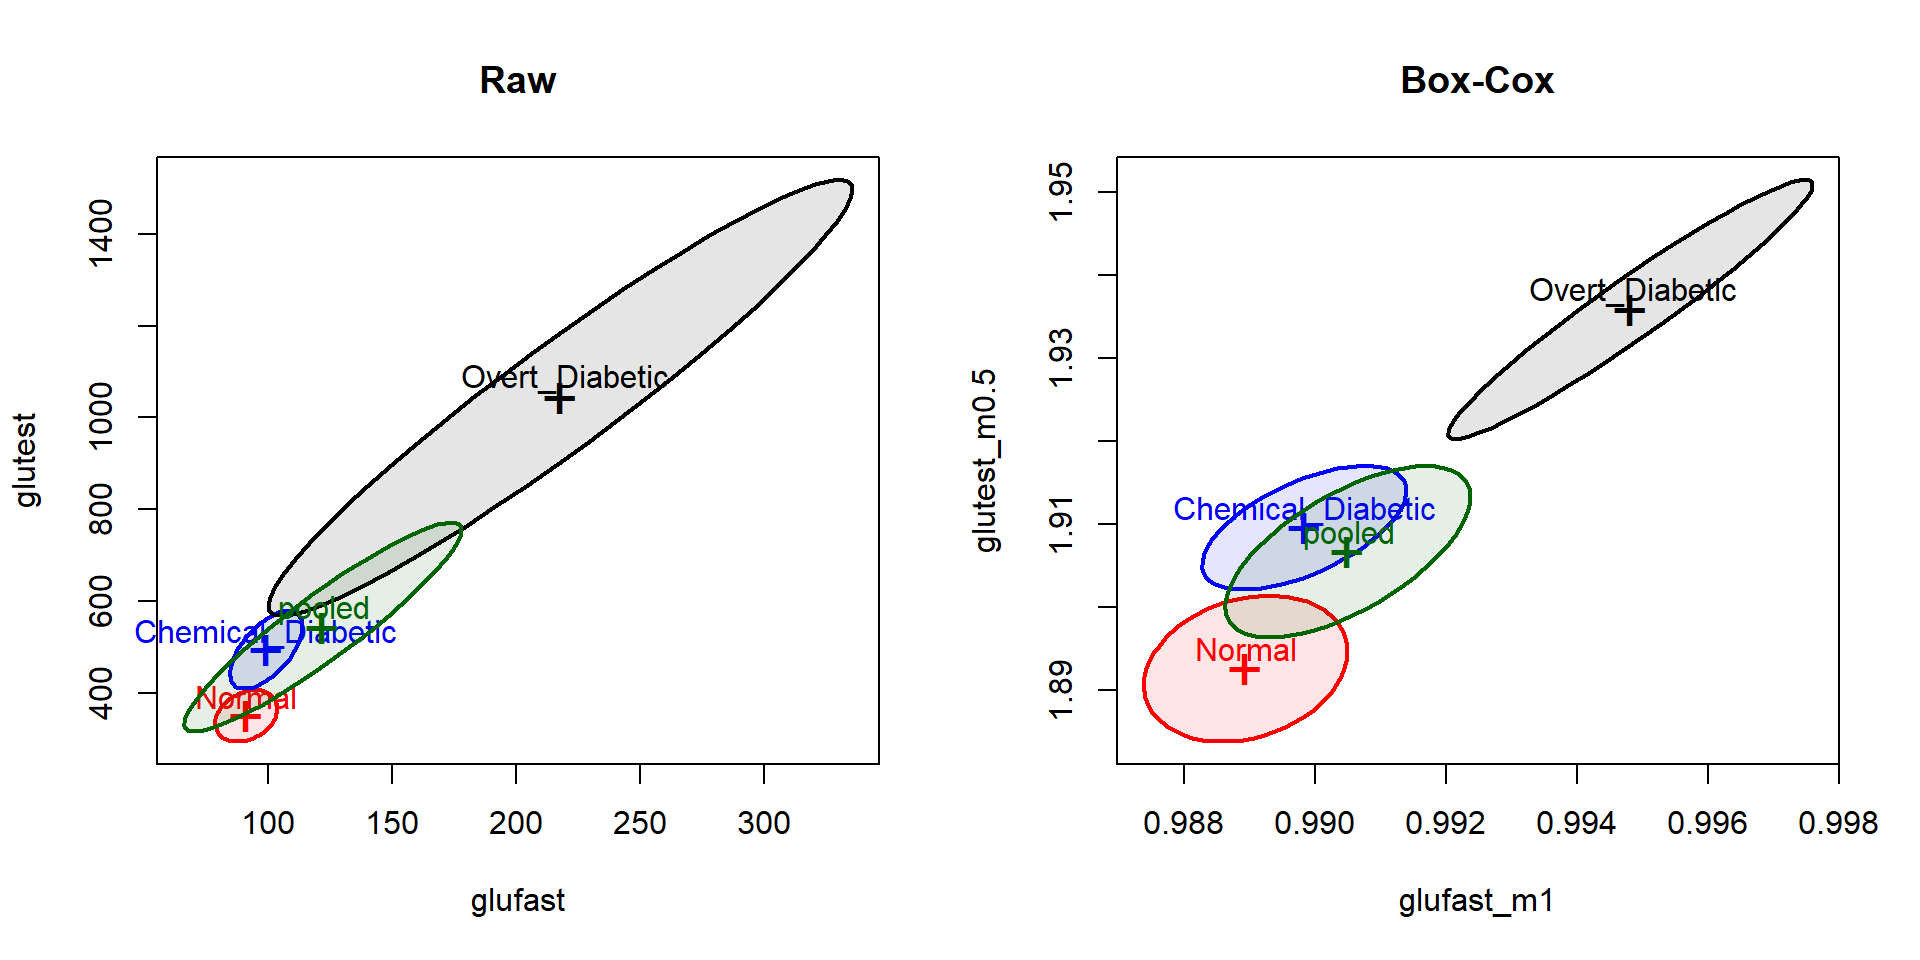 Raw
glutest
1400
1000
800
600
400
Overt_Diabetic
pooled
Chemical_Diabetic
Normal
100 150 200 250 300
glufast
Box-Cox
glutest_m0.5
1.95
1.93
1.91
1.89
Overt_Diabetic
Chemical_Diabetic
pooled
Normal
0.988 0.990 0.992 0.994 0.996 0.998
glufast_m1